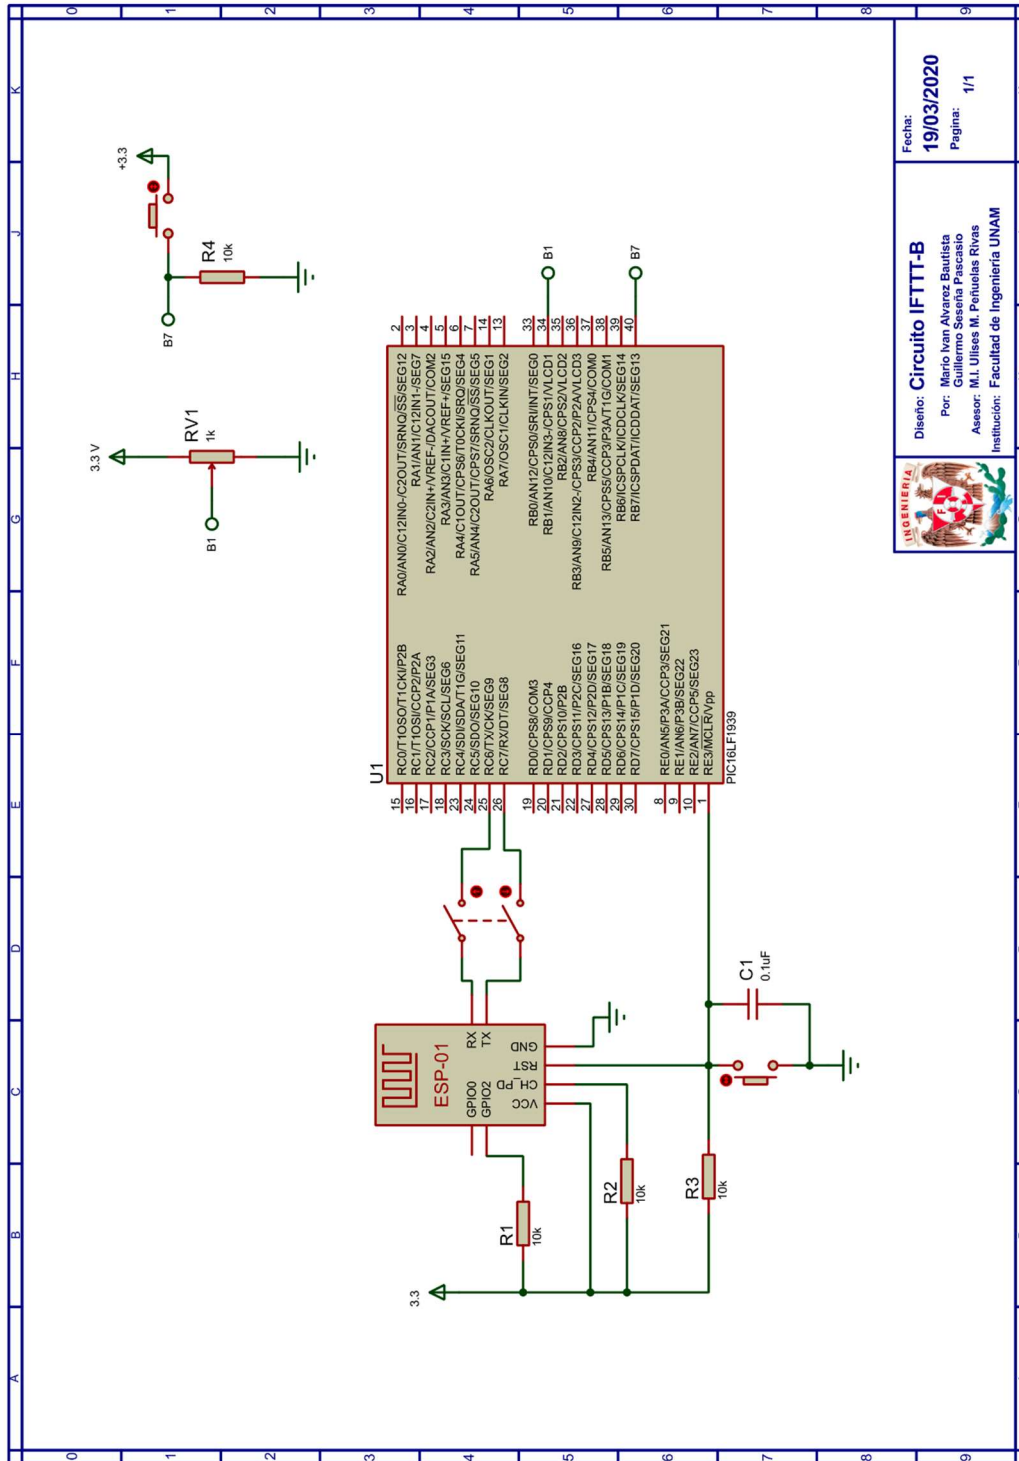 A
B
C
D
E
F
G
H
J
K
0
1
2
3
4
5
6
7
8
9
3.3 V
RV1
1k
B1
+3.3
R4
10k
B7
U1
15 RC0/T1OSO/T1CKI/P2B
16 RC1/T1OSI/CCP2/P2A
17 RC2/CCP1/P1A/SEG3
18 RC3/SCK/SCL/SEG6
23 RC4/SDI/SDA/T1G/SEG11
24 RC5/SDO/SEG10
25 RC6/TX/CK/SEG9
26 RC7/RX/DT/SEG8
19 RD0/CPS8/COM3
20 RD1/CPS9/CCP4
21 RD2/CPS10/P2B
22 RD3/CPS11/P2C/SEG16
27 RD4/CPS12/P2D/SEG17
28 RD5/CPS13/P1B/SEG18
29 RD6/CPS14/P1C/SEG19
30 RD7/CPS15/P1D/SEG20
8 RE0/AN5/P3A/CCP3/SEG21
9 RE1/AN6/P3B/SEG22
10 RE2/AN7/CCP5/SEG23
1 RE3/MCLR/Vpp
RA0/AN0/C12IN0-/C2OUT/SRNQ/SS/SEG12 2
RA1/AN1/C12IN1-/SEG7 3
RA2/AN2/C2IN+/VREF-/DACOUT/COM2 4
RA3/AN3/C1IN+/VREF+/SEG15 5
RA4/C1OUT/CPS6/T0CKI/SRQ/SEG4 6
RA5/AN4/C2OUT/CPS7/SRNQ/SS/SEG5 7
RA6/OSC2/CLKOUT/SEG1 14
RA7/OSC1/CLKIN/SEG2 13
RB0/AN12/CPS0/SRI/INT/SEG0 33
RB1/AN10/C12IN3-/CPS1/VLCD1 34
RB2/AN8/CPS2/VLCD2 35
RB3/AN9/C12IN2-/CPS3/CCP2/P2A/VLCD3 36
RB4/AN11/CPS4/COM0 37
RB5/AN13/CPS5/CCP3/P3A/T1G/COM1 38
RB6/ICSPCLK/ICDCLK/SEG14 39
RB7/ICSPDAT/ICDDAT/SEG13 40
PIC16LF1939
B1
B7
ESP-01
GPIO0
GPIO2
RX
TX
VCC
CH_PD
RST
GND
3.3
R1
10k
R2
10k
R3
10k
C1
0.1uF
INGENIERIA
Diseño: Circuito IFTTT-B
Por: Mario Ivan Alvarez Bautista
Guillermo Seseña Pascasio
Asesor: M.I. Ulises M. Peñuelas Rivas
Institución: Facultad de Ingeniería UNAM
Fecha:
19/03/2020
Pagina: 1/1
A
B
C
D
E
F
G
H
J
K
0
1
2
3
4
5
6
7
8
9